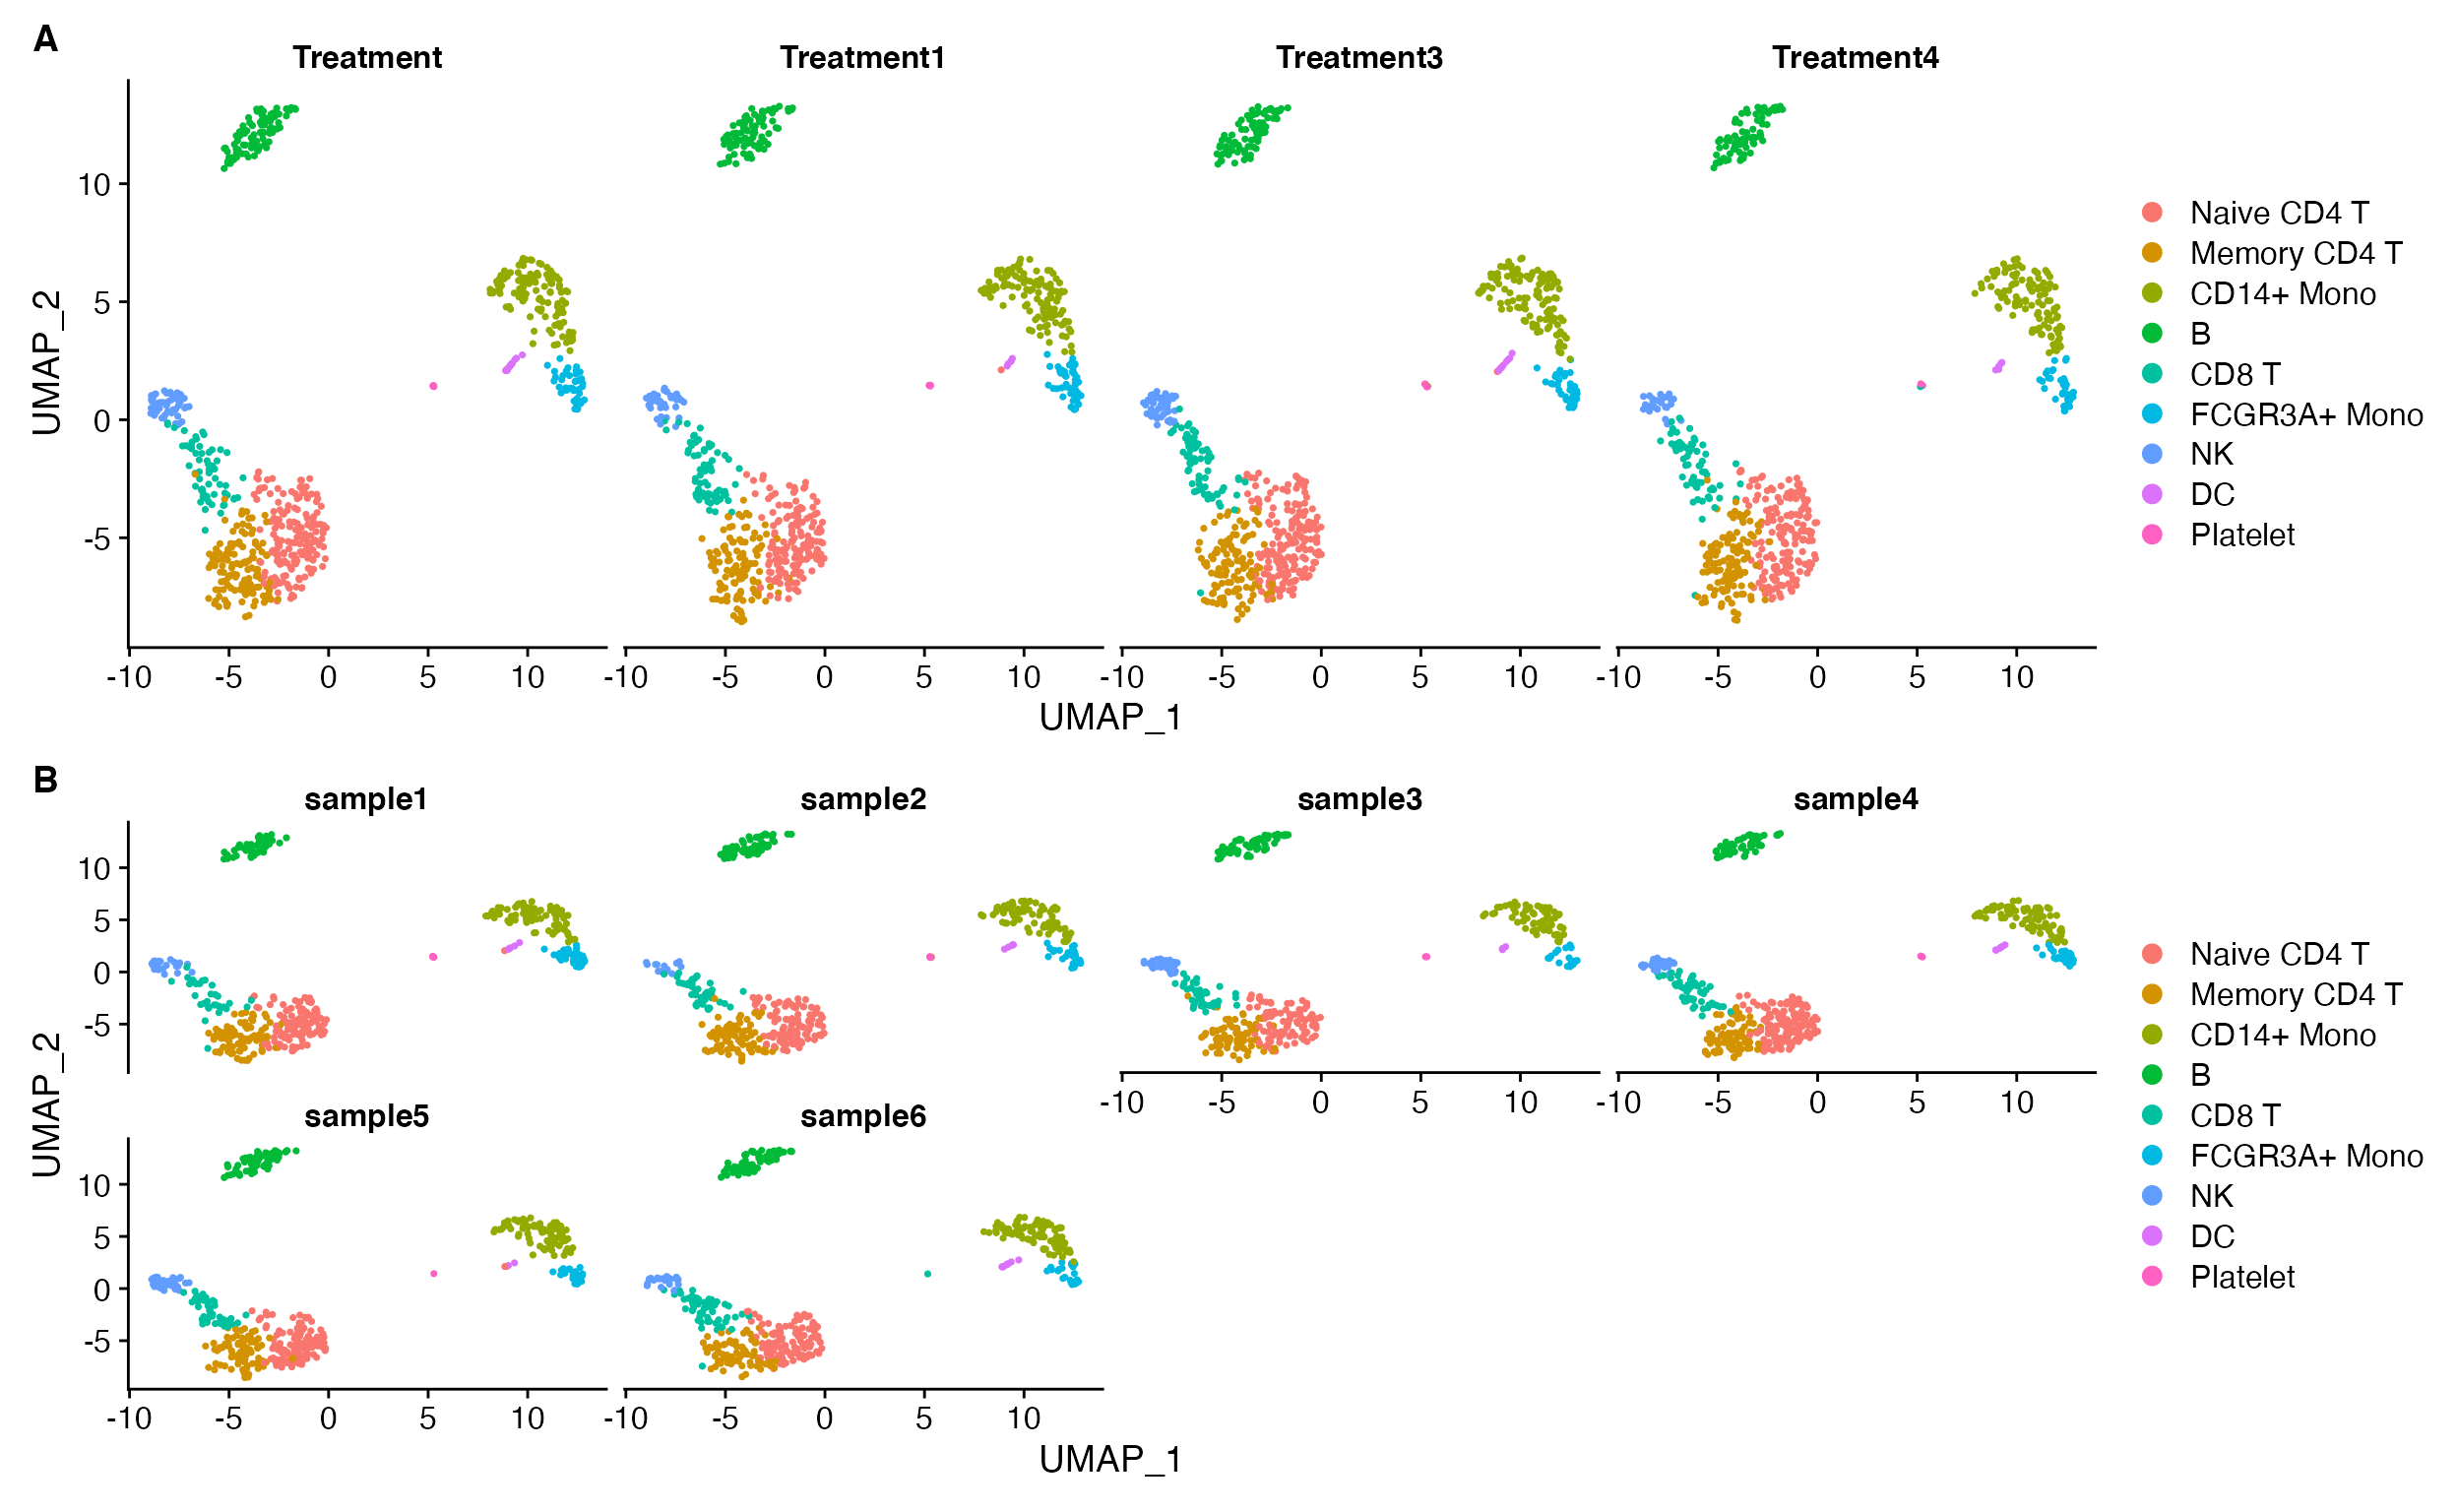 A
Treatment Treatment1 Treatment3 Treatment4
10
5
0
-5
UMAP_2
-10 -5 0 5 10 -10 -5 0 5 10 -10 -5 0 5 10 -10 -5 0 5 10
UMAP_1
Naive CD4 T
Memory CD4 T
CD14+ Mono
B
CD8 T
FCGR3A+ Mono
NK
DC
Platelet
B
sample1 sample2 sample3 sample4
10
5
0
-5
-10 -5 0 5 10 -10 -5 0 5 10
sample5 sample6
10
5
0
-5
UMAP_2
-10 -5 0 5 10 -10 -5 0 5 10
UMAP_1
Naive CD4 T
Memory CD4 T
CD14+ Mono
B
CD8 T
FCGR3A+ Mono
NK
DC
Platelet